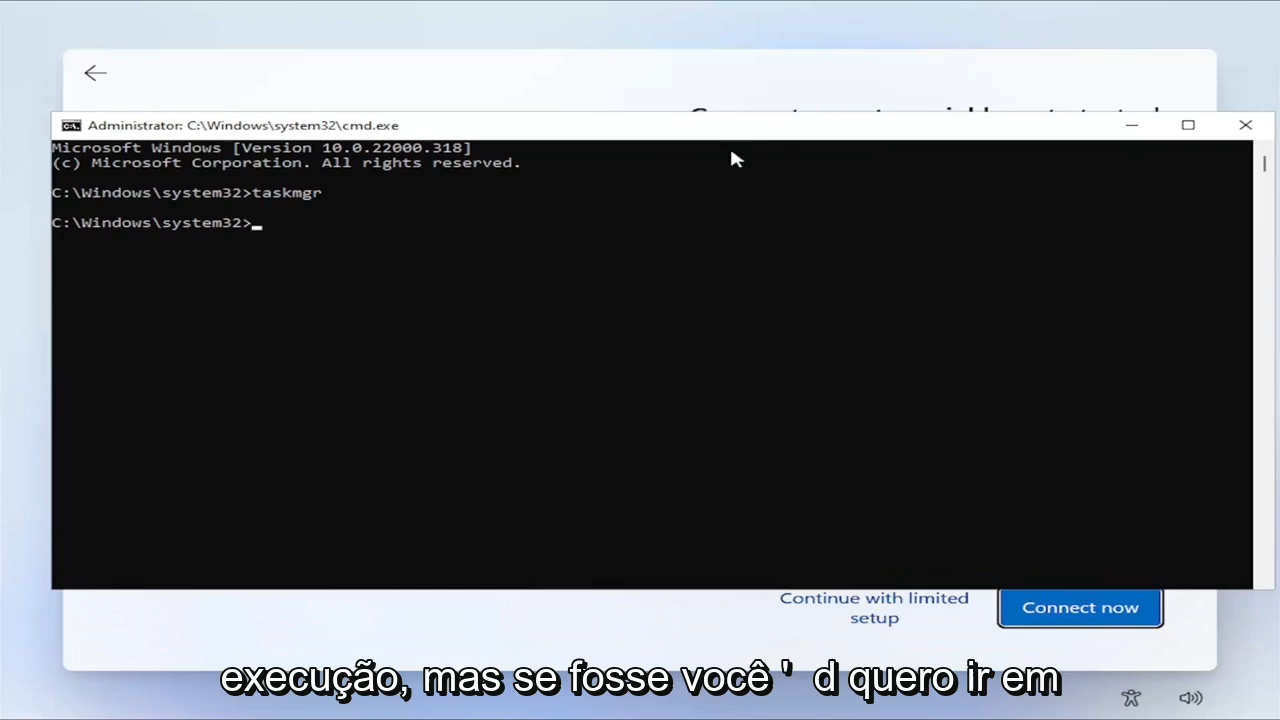 Administrator: C:\Windows\system32\cmd.exe
Microsoft Windows [Version 10.0.22000.318]
(c) Microsoft Corporation. All rights reserved.
C:\Windows\system32>taskmgr
C:\Windows\system32>
Continue with limited
setup
Connect now
execução, mas se fosse você ' d quero ir em